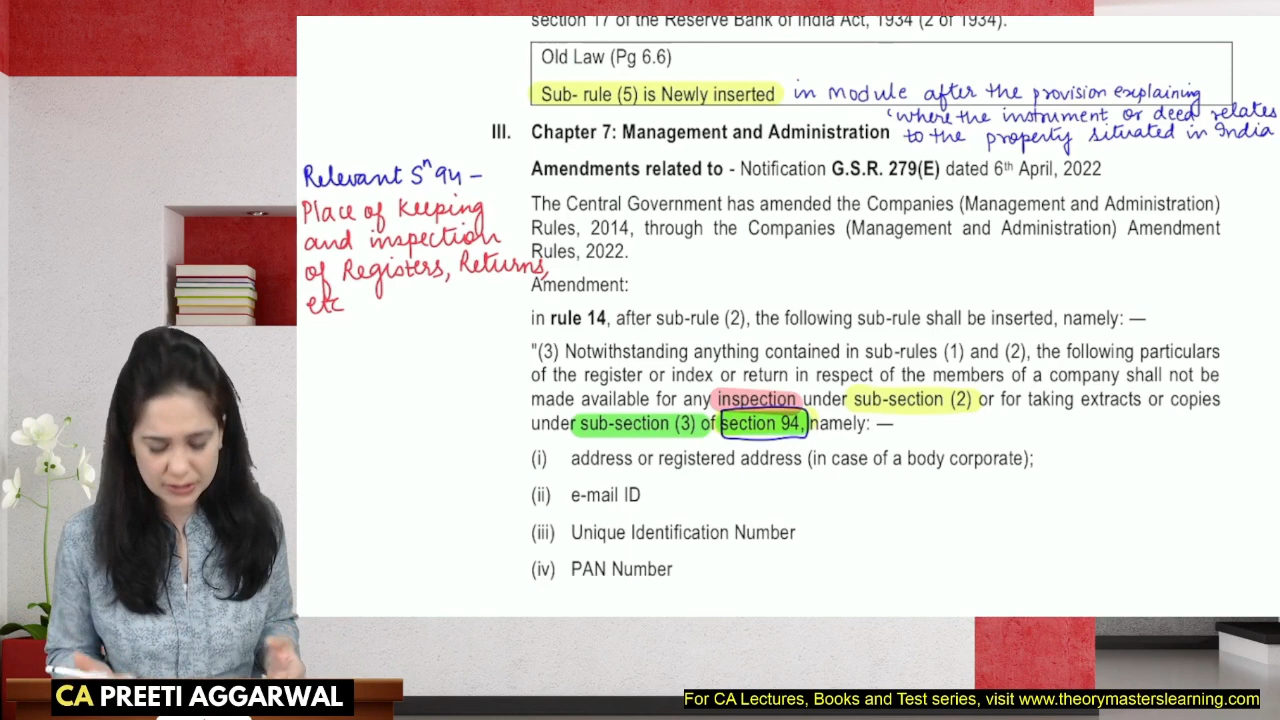 section 17 of the Reserve Bank of India Act, 1934 (2 of 1934).
Old Law (Pg 6.6)
Sub- rule (5) is Newly inserted in module after the provision explaining
'where the instrument or deed relates
to the property situated in India
III. Chapter 7: Management and Administration
Relevant Sn 94 –
Place of keeping
and inspection
of Registers, Returns,
etc
Amendments related to - Notification G.S.R. 279(E) dated 6th April, 2022
The Central Government has amended the Companies (Management and Administration)
Rules, 2014, through the Companies (Management and Administration) Amendment
Rules, 2022.
Amendment:
in rule 14, after sub-rule (2), the following sub-rule shall be inserted, namely: —
"(3) Notwithstanding anything contained in sub-rules (1) and (2), the following particulars
of the register or index or return in respect of the members of a company shall not be
made available for any inspection under sub-section (2) or for taking extracts or copies
under sub-section (3) of section 94, namely: —
(i) address or registered address (in case of a body corporate);
(ii) e-mail ID
(iii) Unique Identification Number
(iv) PAN Number
CA PREETI AGGARWAL
For CA Lectures, Books and Test series, visit www.theorymasterslearning.com